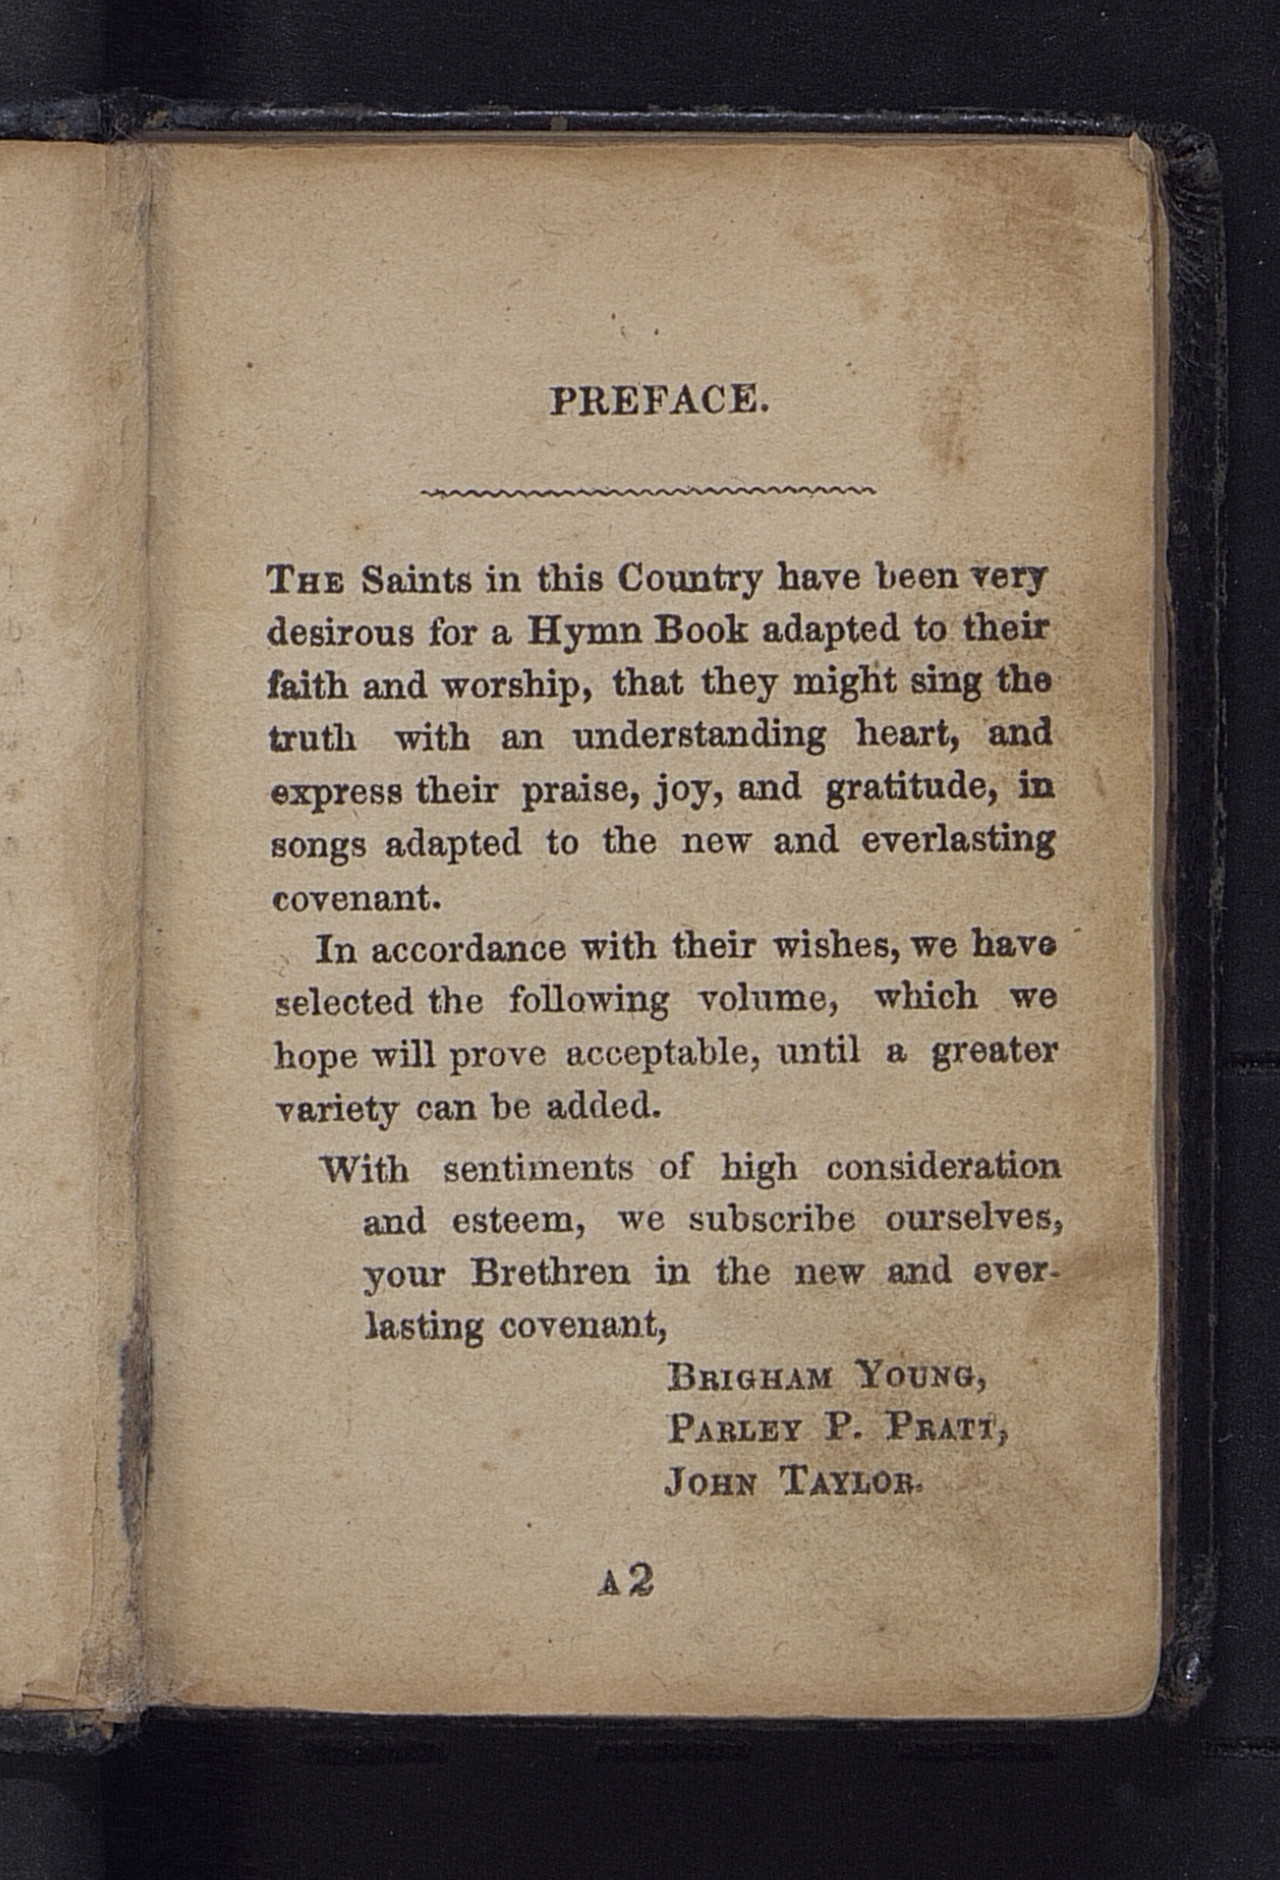 PREFACE.
THE Saints in this Country have been very
desirous for a Hymn Book adapted to their
faith and worship, that they might sing the
truth with an understanding heart, and
express their praise, joy, and gratitude, in
songs adapted to the new and everlasting
covenant.
In accordance with their wishes, we have
selected the following volume, which we
hope will prove acceptable, until a greater
variety can be added.
With sentiments of high consideration
and esteem, we subscribe ourselves,
your Brethren in the new and ever-
lasting covenant,
BRIGHAM YOUNG,
PARLEY P. PRATT,
JOHN TAYLOR.
A 2